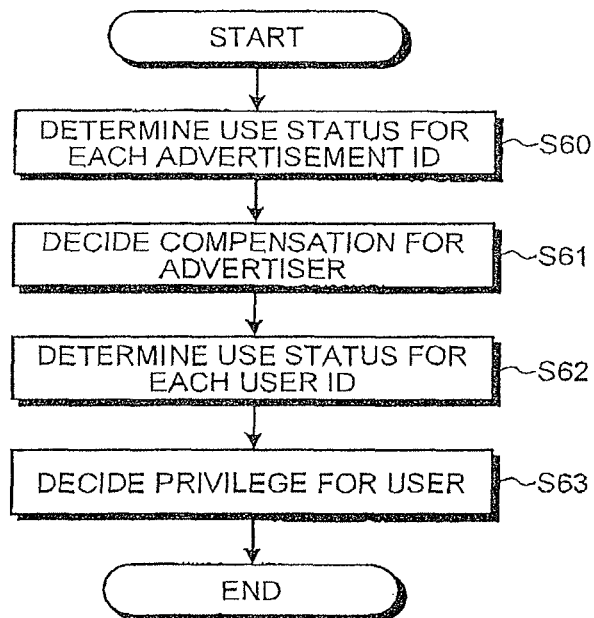 START
DETERMINE USE STATUS FOR
EACH ADVERTISEMENT ID
S60
DECIDE COMPENSATION FOR
ADVERTISER
S61
DETERMINE USE STATUS FOR
EACH USER ID
S62
DECIDE PRIVILEGE FOR USER
S63
END